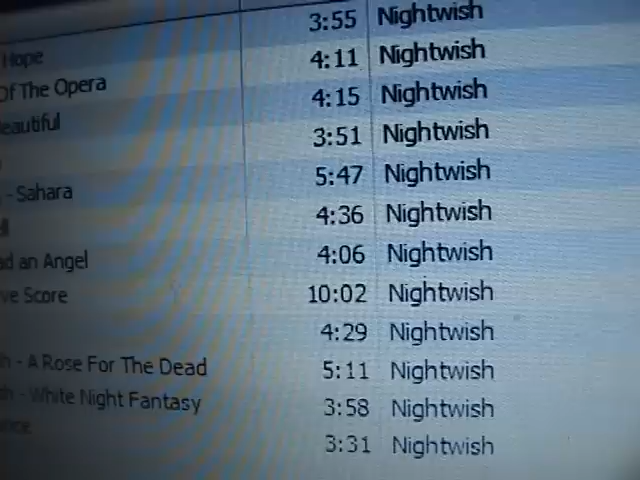 3:55 Nightwish
Hope 4:11 Nightwish
Of The Opera 4:15 Nightwish
eautiful 3:51 Nightwish
5:47 Nightwish
- Sahara 4:36 Nightwish
ad an Angel 4:06 Nightwish
ve Score 10:02 Nightwish
4:29 Nightwish
h - A Rose For The Dead 5:11 Nightwish
h - White Night Fantasy 3:58 Nightwish
3:31 Nightwish